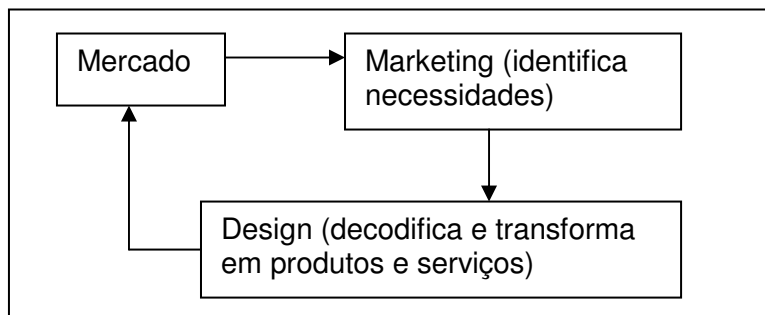 Mercado
Marketing (identifica
necessidades)
Design (decodifica e transforma
em produtos e serviços)